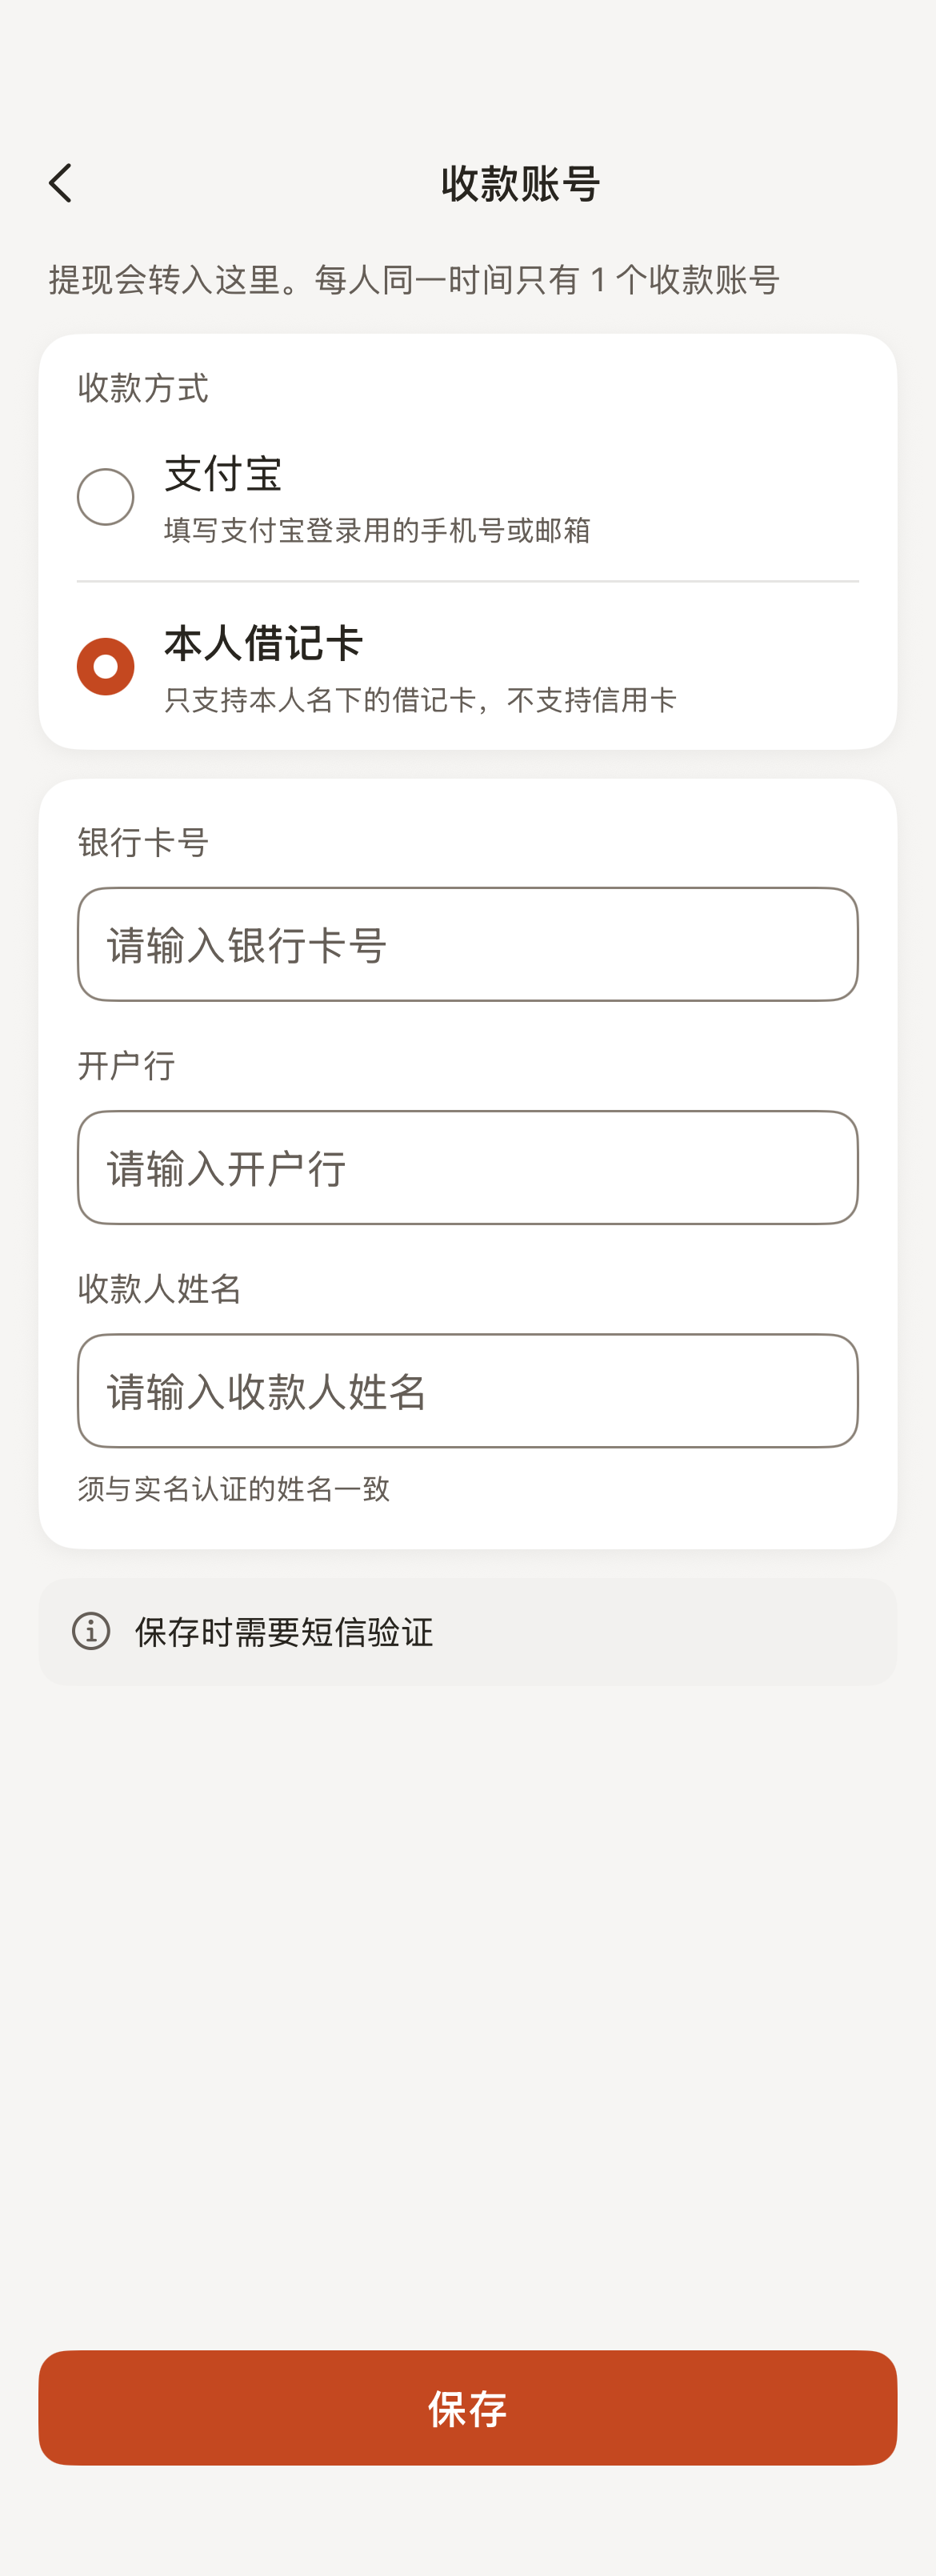 收款账号
提现会转入这里。每人同一时间只有 1 个收款账号
收款方式
支付宝
填写支付宝登录用的手机号或邮箱
本人借记卡
只支持本人名下的借记卡，不支持信用卡
银行卡号
请输入银行卡号
开户行
请输入开户行
收款人姓名
请输入收款人姓名
须与实名认证的姓名一致
保存时需要短信验证
保存